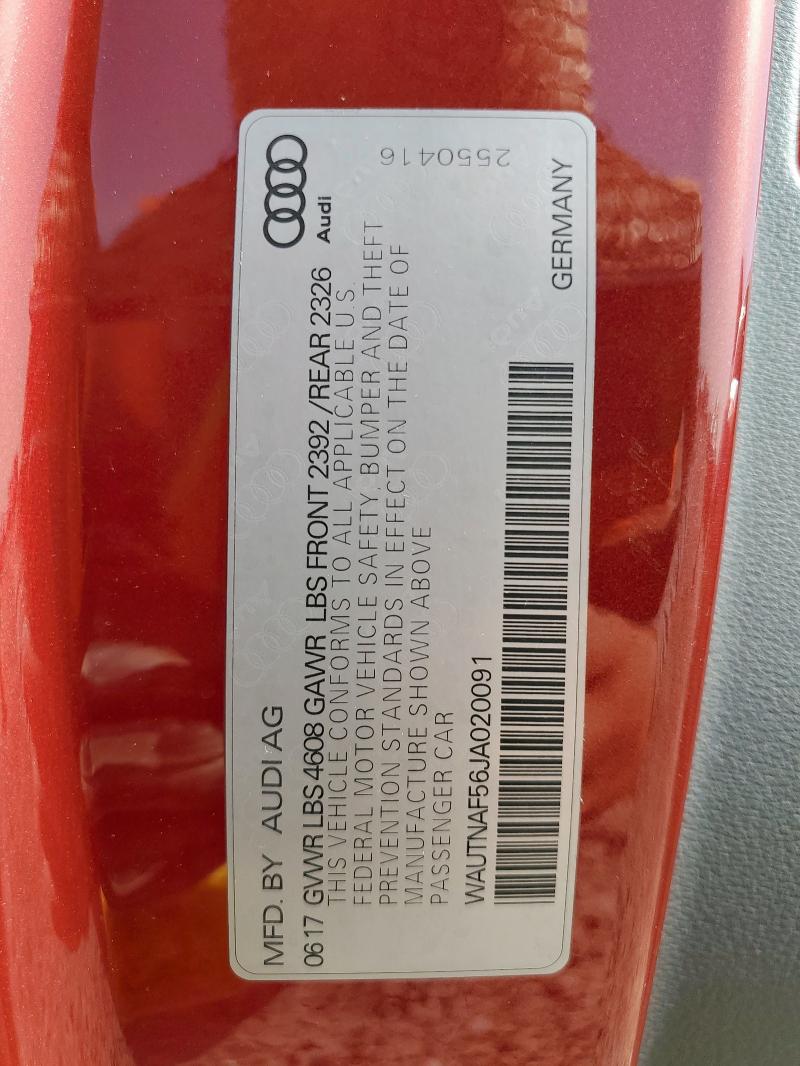 MFD. BY AUDI AG
Audi
0617 GVWR LBS 4608 GAWR LBS FRONT 2392 /REAR 2326
THIS VEHICLE CONFORMS TO ALL APPLICABLE U.S.
FEDERAL MOTOR VEHICLE SAFETY, BUMPER AND THEFT
PREVENTION STANDARDS IN EFFECT ON THE DATE OF
MANUFACTURE SHOWN ABOVE
PASSENGER CAR
WAUTNAF56JA020091
GERMANY
2550416